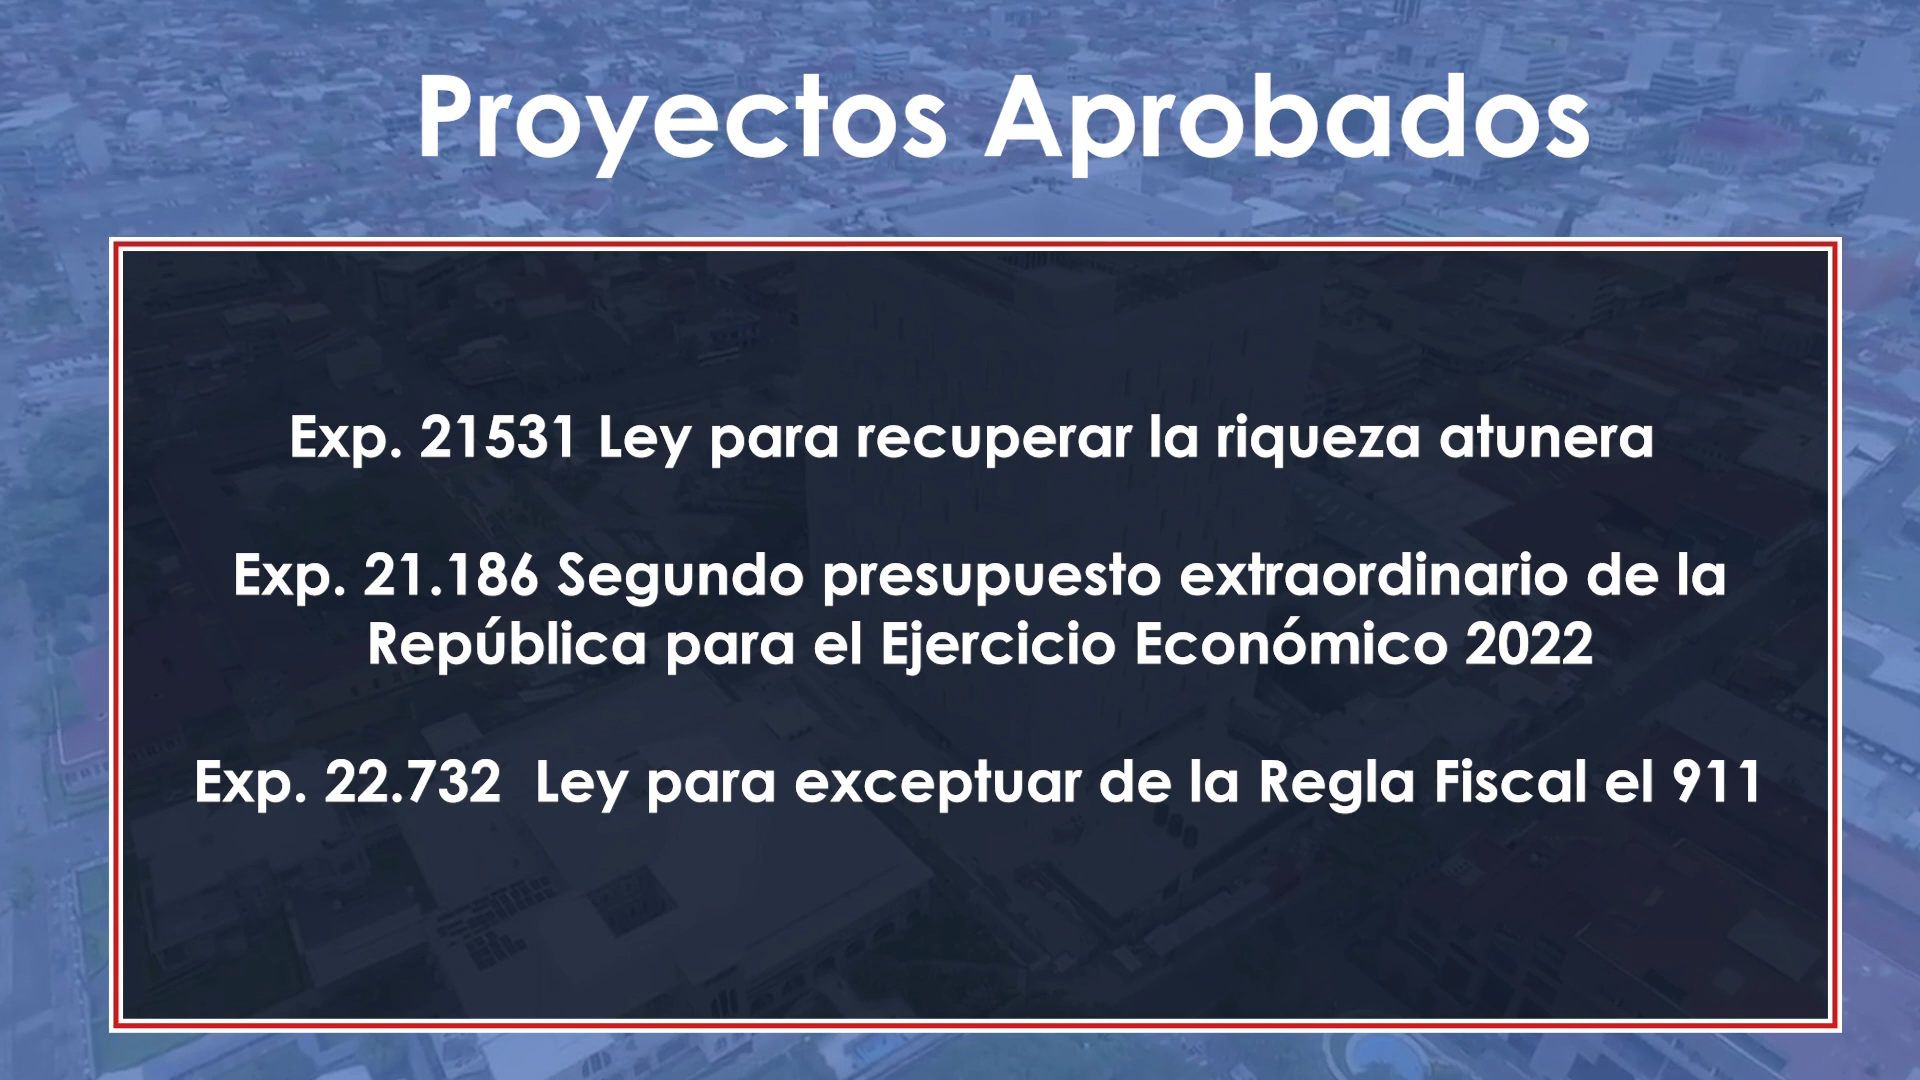 Proyectos Aprobados
Exp. 21531 Ley para recuperar la riqueza atunera
Exp. 21.186 Segundo presupuesto extraordinario de la
República para el Ejercicio Económico 2022
Exp. 22.732  Ley para exceptuar de la Regla Fiscal el 911